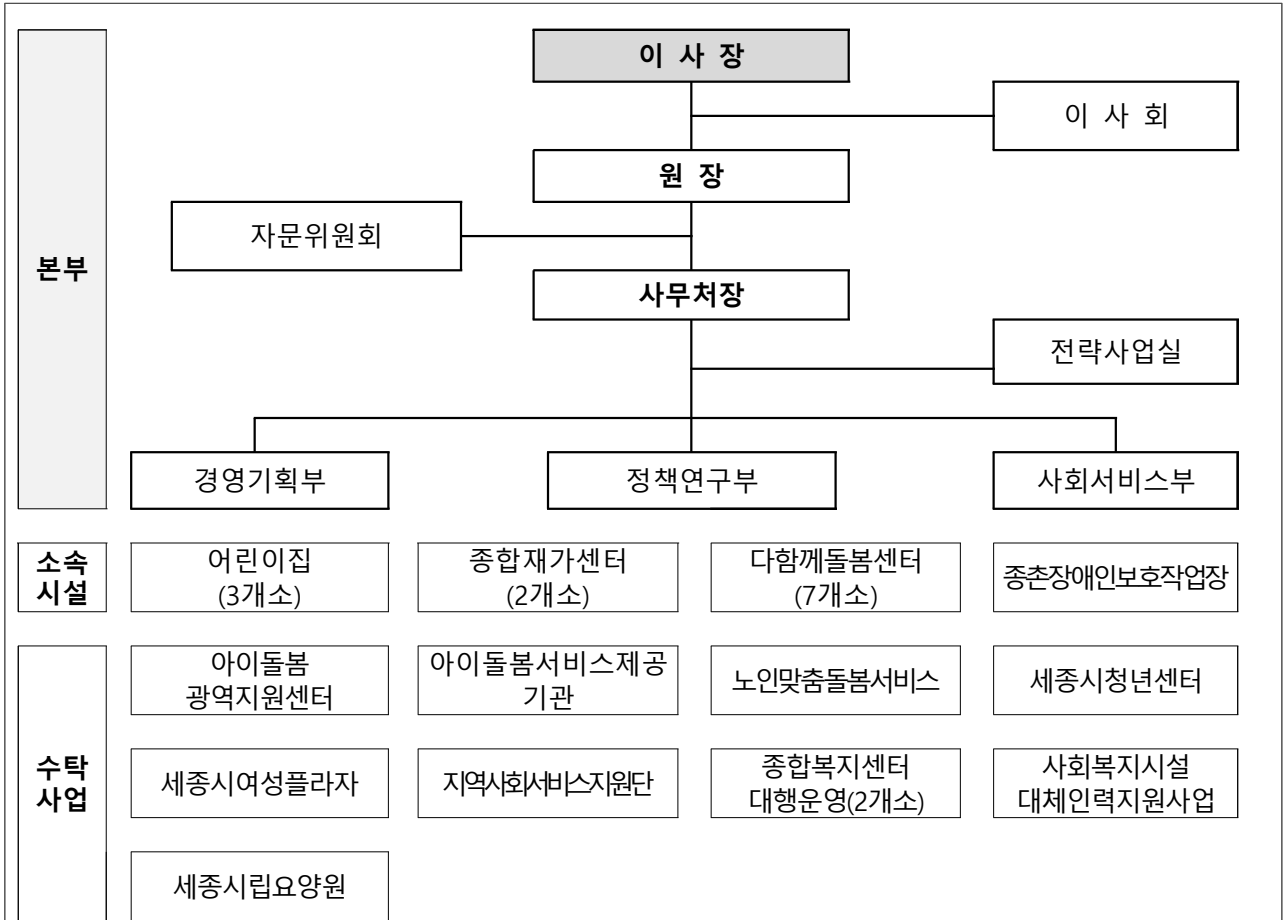 이 사 장
이 사 회
원 장
자문위원회
본부
사무처장
전략사업실
경영기획부
정책연구부
사회서비스부
소속
시설
어린이집
(3개소)
종합재가센터
(2개소)
다함께돌봄센터
(7개소)
종촌장애인보호작업장
수탁
사업
아이돌봄
광역지원센터
아이돌봄서비스제공
기관
노인맞춤돌봄서비스
세종시청년센터
세종시여성플라자
지역사회서비스지원단
종합복지센터
대행운영(2개소)
사회복지시설
대체인력지원사업
세종시립요양원